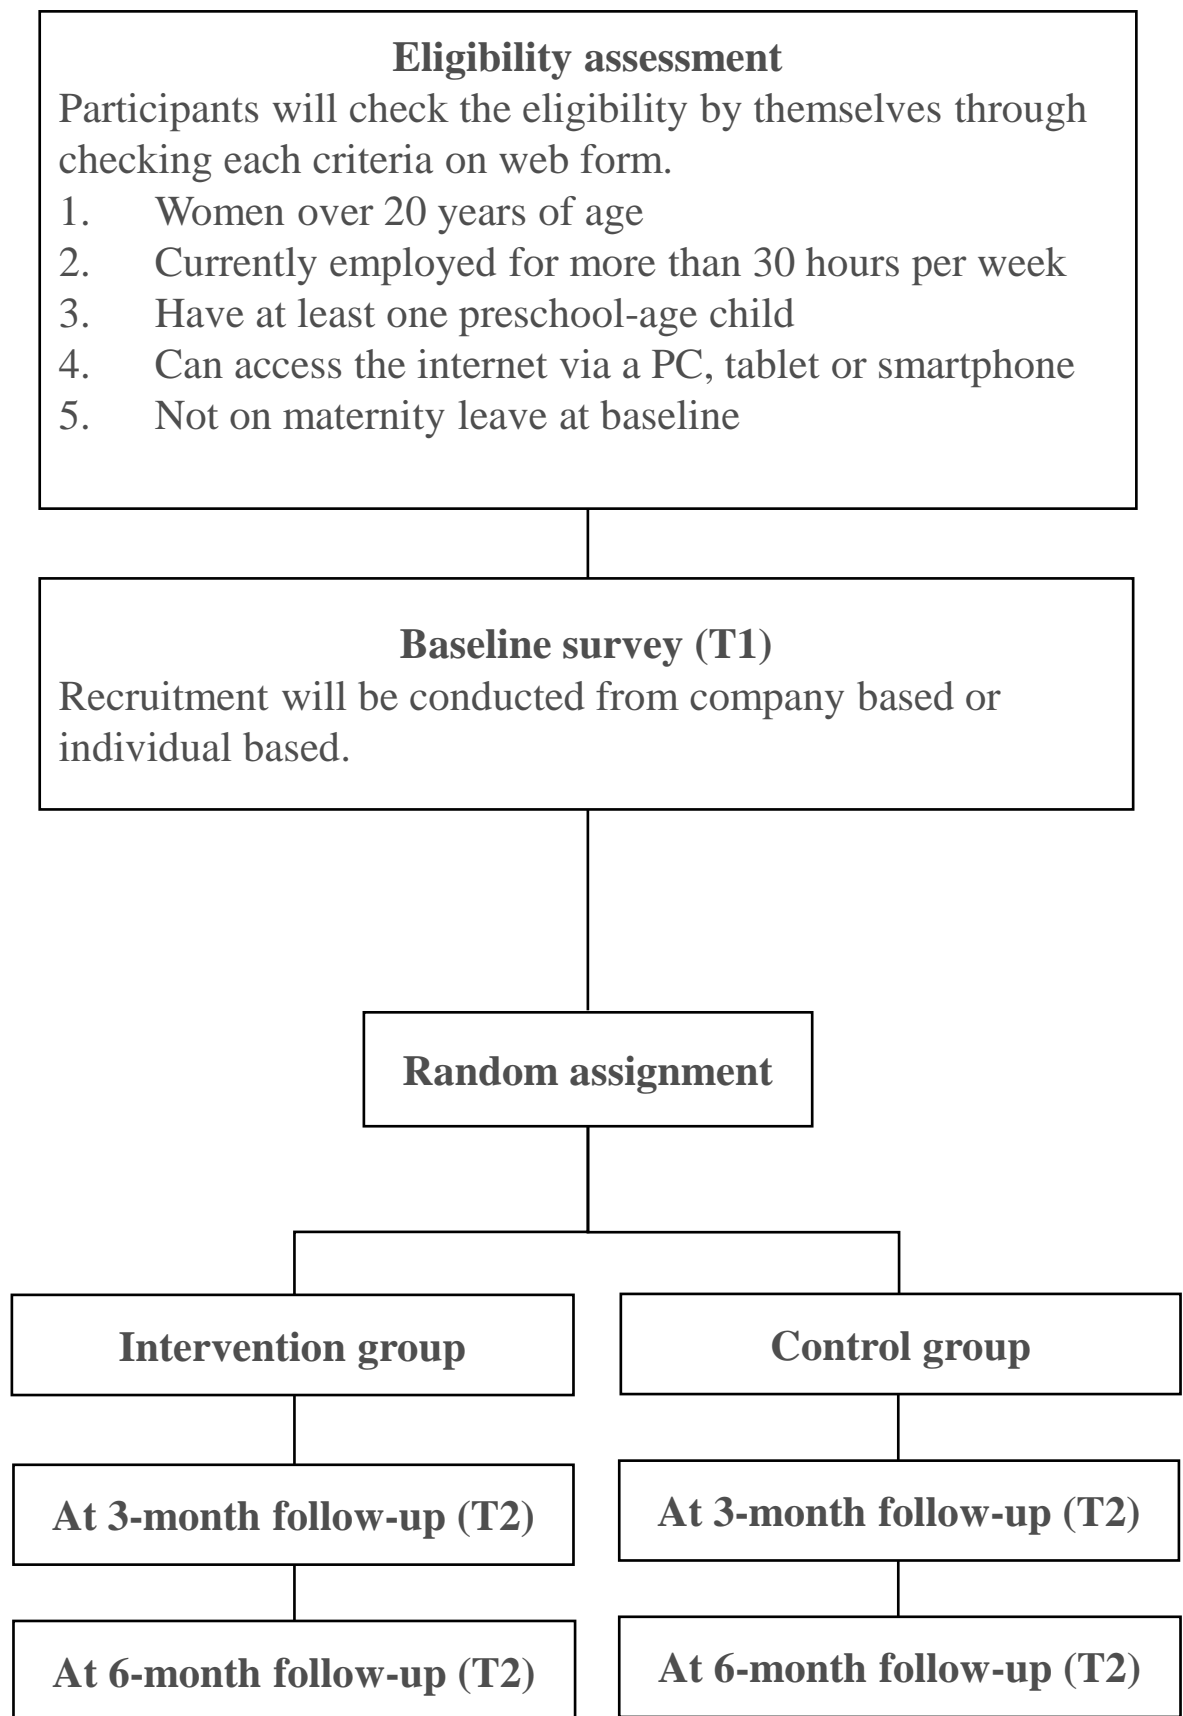 Eligibility assessment
Participants will check the eligibility by themselves through
checking each criteria on web form.
1. Women over 20 years of age
2. Currently employed for more than 30 hours per week
3. Have at least one preschool-age child
4. Can access the internet via a PC, tablet or smartphone
5. Not on maternity leave at baseline
Baseline survey (T1)
Recruitment will be conducted from company based or
individual based.
Random assignment
Intervention group
Control group
At 3-month follow-up (T2)
At 3-month follow-up (T2)
At 6-month follow-up (T2)
At 6-month follow-up (T2)